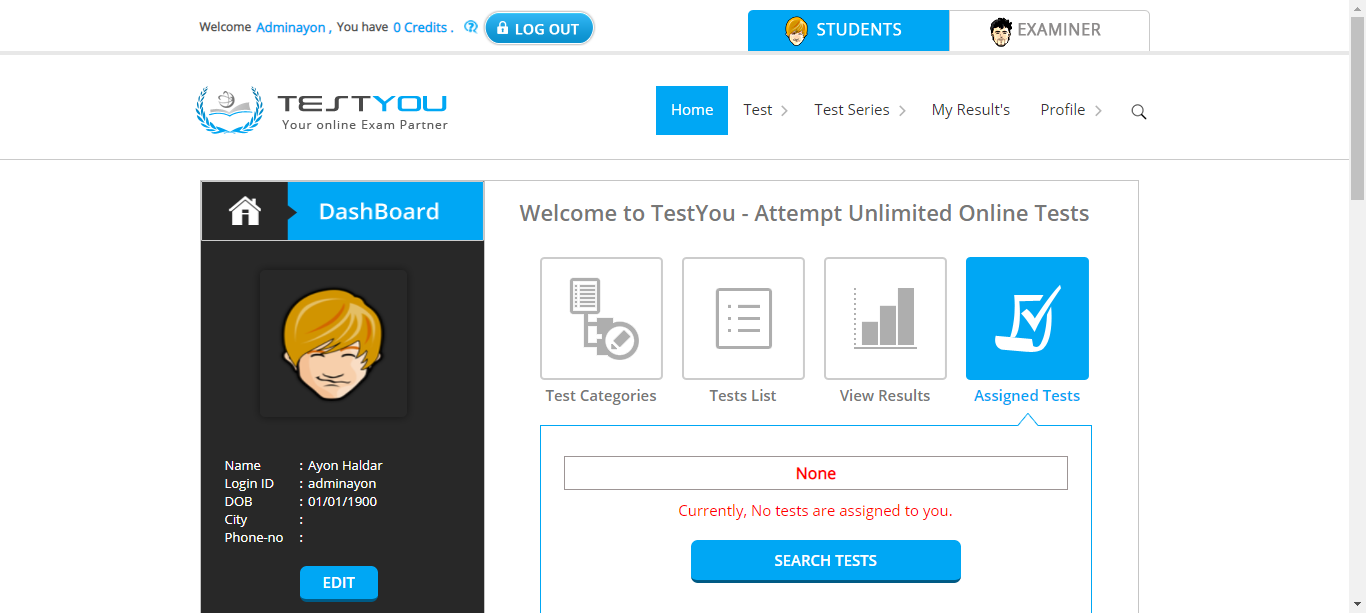 Welcome Adminayon , You have 0 Credits . LOG OUT
STUDENTS
EXAMINER
TESTYOU
Your online Exam Partner
Home Test Test Series My Result's Profile
DashBoard
Name : Ayon Haldar
Login ID : adminayon
DOB : 01/01/1900
City :
Phone-no :
EDIT
Welcome to TestYou - Attempt Unlimited Online Tests
Test Categories
Tests List
View Results
Assigned Tests
None
Currently, No tests are assigned to you.
SEARCH TESTS